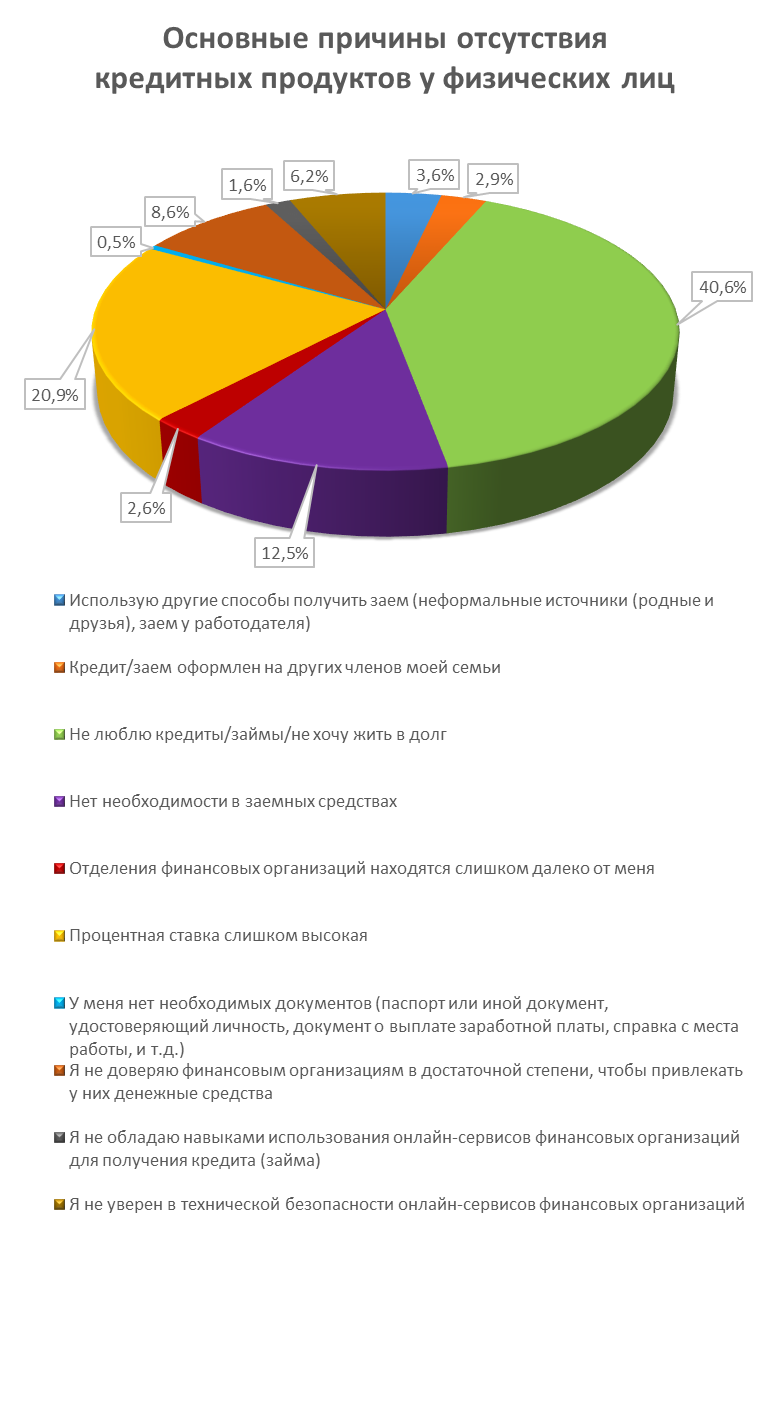 Основные причины отсутствия
кредитных продуктов у физических лиц
3,6%
2,9%
1,6%
6,2%
8,6%
0,5%
40,6%
20,9%
2,6%
12,5%
Использую другие способы получить заем (неформальные источники (родные и
друзья), заем у работодателя)
Кредит/заем оформлен на других членов моей семьи
Не люблю кредиты/займы/не хочу жить в долг
Нет необходимости в заемных средствах
Отделения финансовых организаций находятся слишком далеко от меня
Процентная ставка слишком высокая
У меня нет необходимых документов (паспорт или иной документ,
удостоверяющий личность, документ о выплате заработной платы, справка с места
работы, и т.д.)
Я не доверяю финансовым организациям в достаточной степени, чтобы привлекать
у них денежные средства
Я не обладаю навыками использования онлайн-сервисов финансовых организаций
для получения кредита (займа)
Я не уверен в технической безопасности онлайн-сервисов финансовых организаций